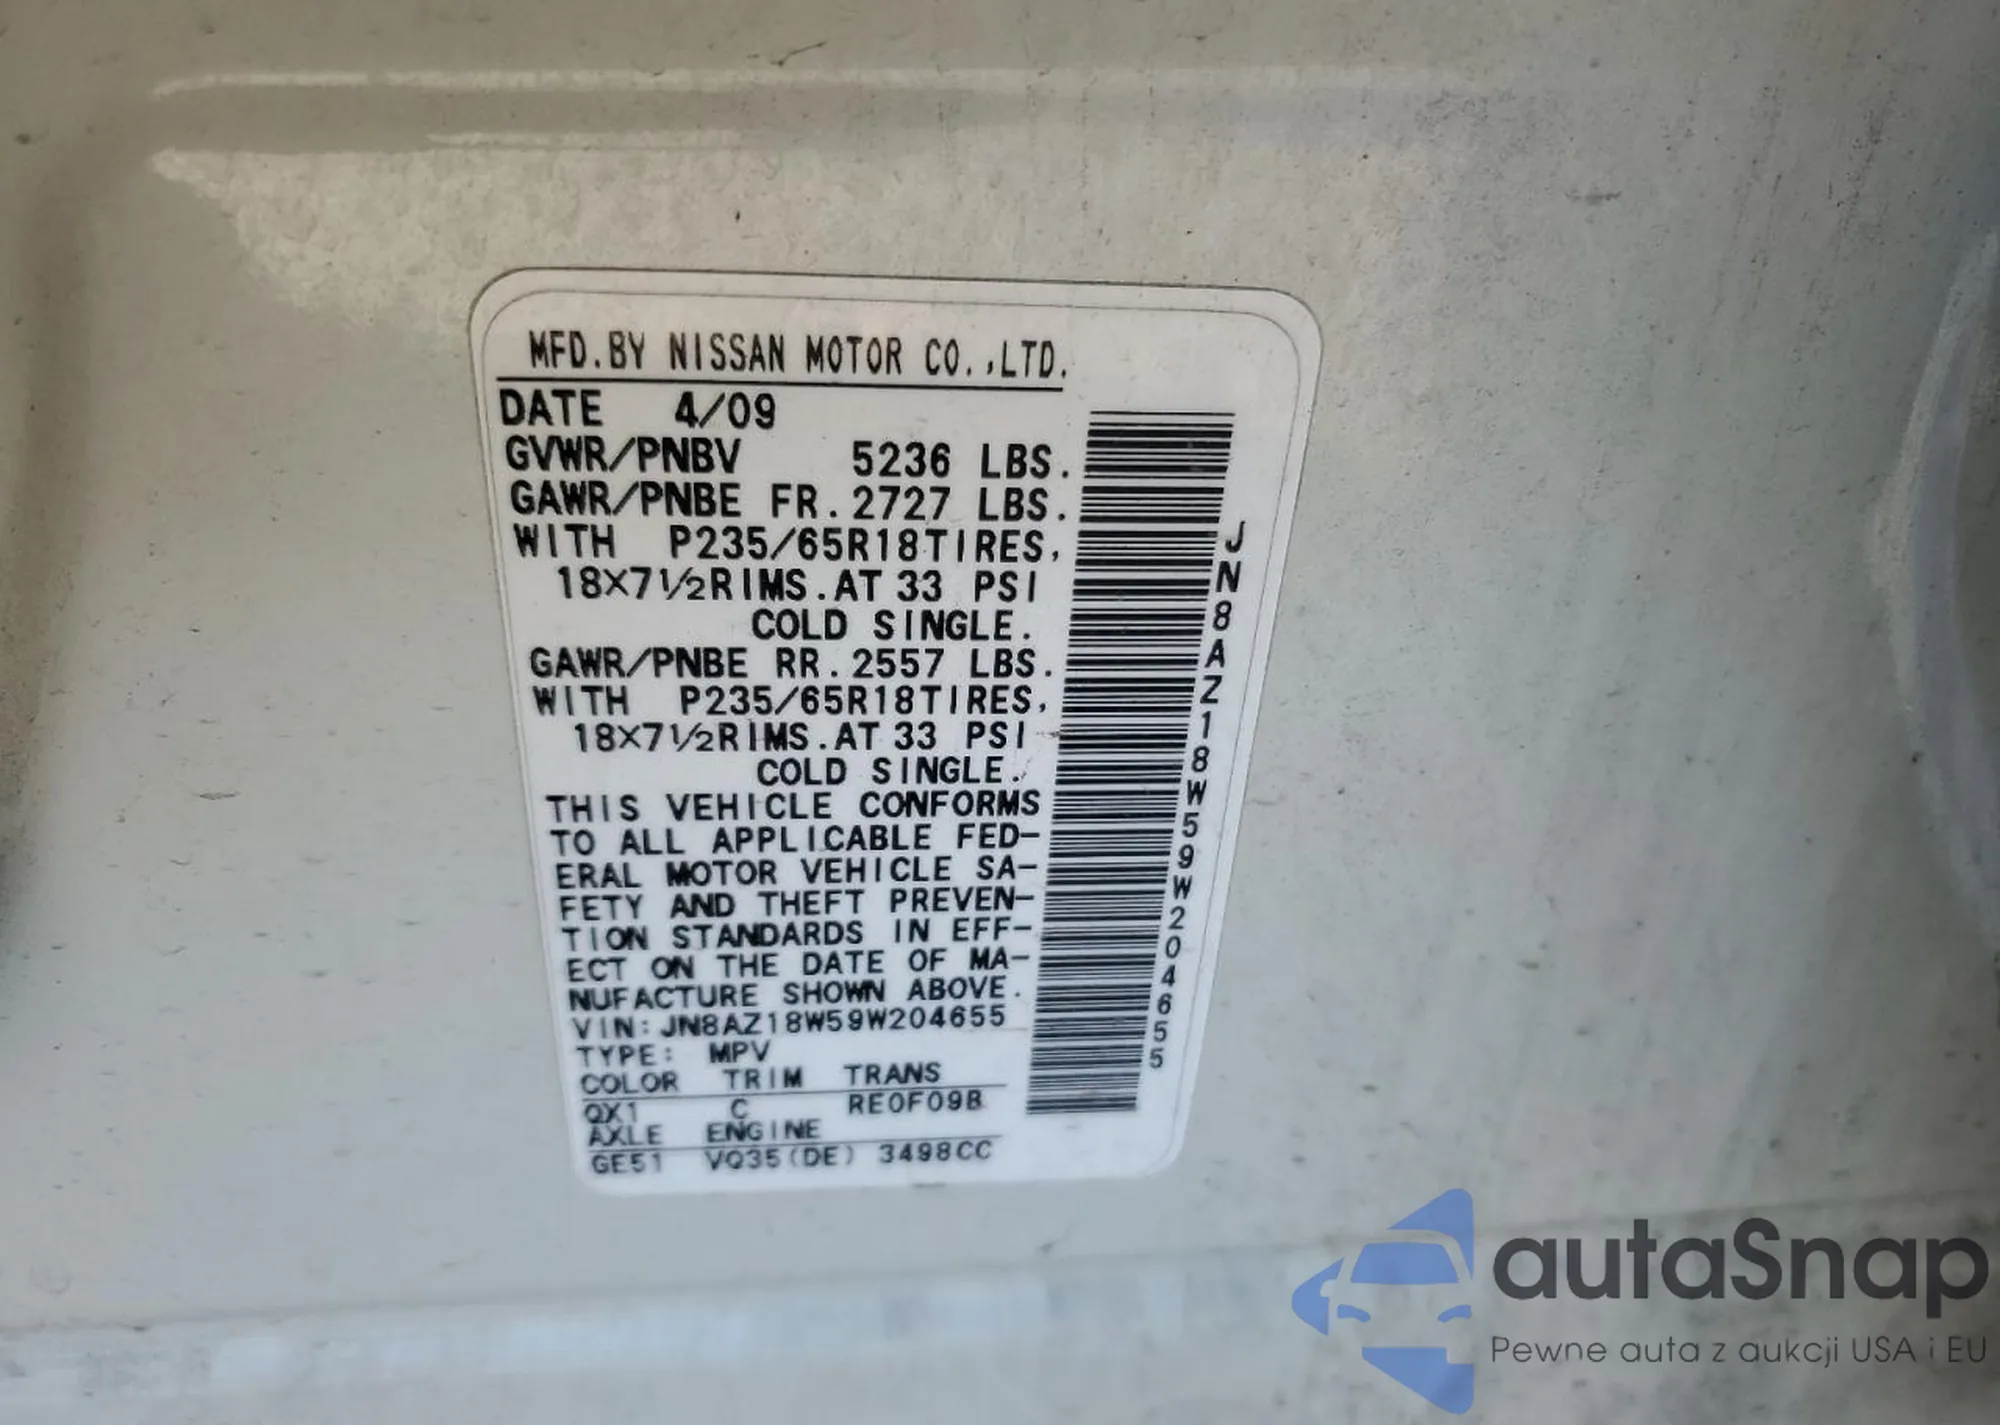 MFD.BY NISSAN MOTOR CO.,LTD.
DATE 4/09
GVWR/PNBV 5236 LBS.
GAWR/PNBE FR. 2727 LBS.
WITH P235/65R18TIRES,
18×7½RIMS.AT 33 PSI
COLD SINGLE.
GAWR/PNBE RR. 2557 LBS.
WITH P235/65R18TIRES,
18×7½RIMS.AT 33 PSI
COLD SINGLE.
THIS VEHICLE CONFORMS
TO ALL APPLICABLE FED-
ERAL MOTOR VEHICLE SA-
FETY AND THEFT PREVEN-
TION STANDARDS IN EFF-
ECT ON THE DATE OF MA-
NUFACTURE SHOWN ABOVE.
VIN: JN8AZ18W59W204655
TYPE: MPV
COLOR TRIM TRANS
QX1 C RE0F09B
AXLE ENGINE
GE51 VQ35(DE) 3498CC
JN8AZ18W59W204655
autaSnap
Pewne auta z aukcji USA i EU